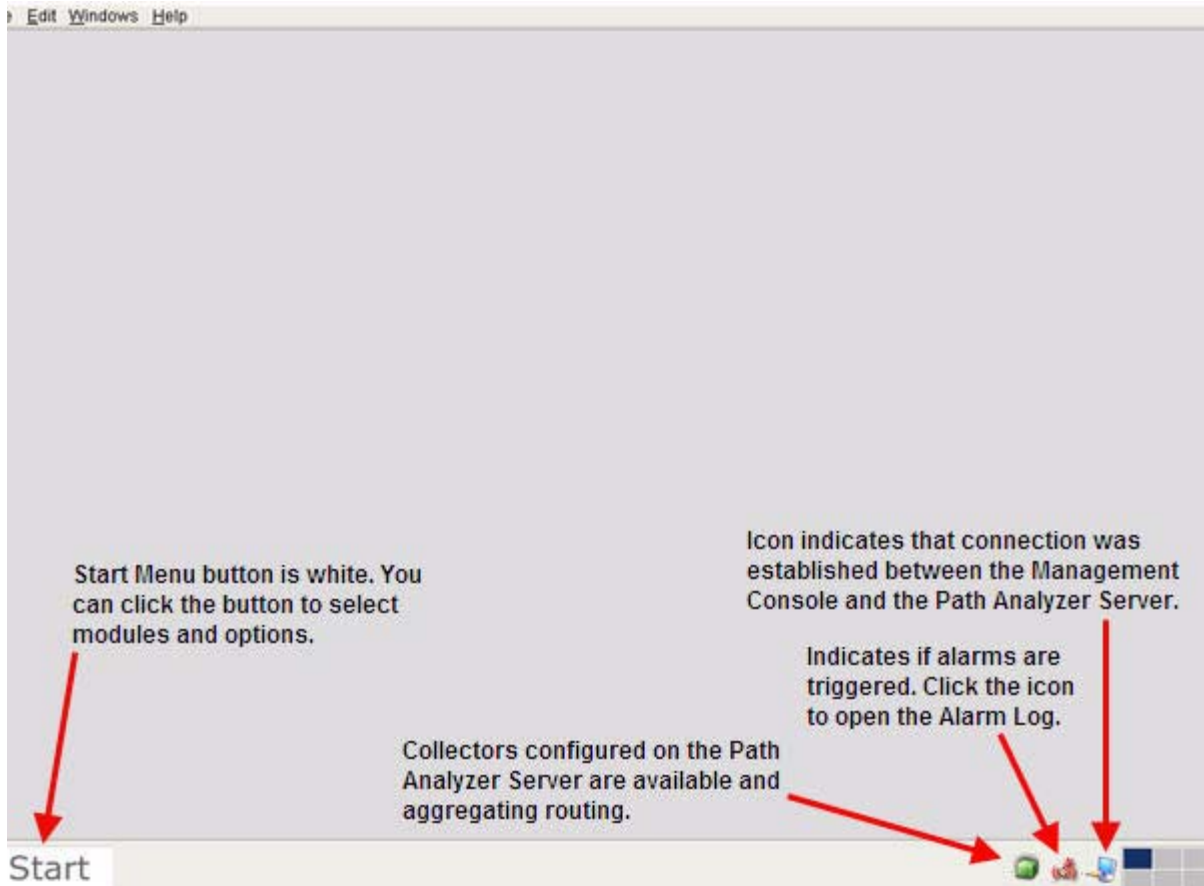 Edit Windows Help
Icon indicates that connection was
established between the Management
Console and the Path Analyzer Server.
Start Menu button is white. You
can click the button to select
modules and options.
Indicates if alarms are
triggered. Click the icon
to open the Alarm Log.
Collectors configured on the Path
Analyzer Server are available and
aggregating routing.
Start